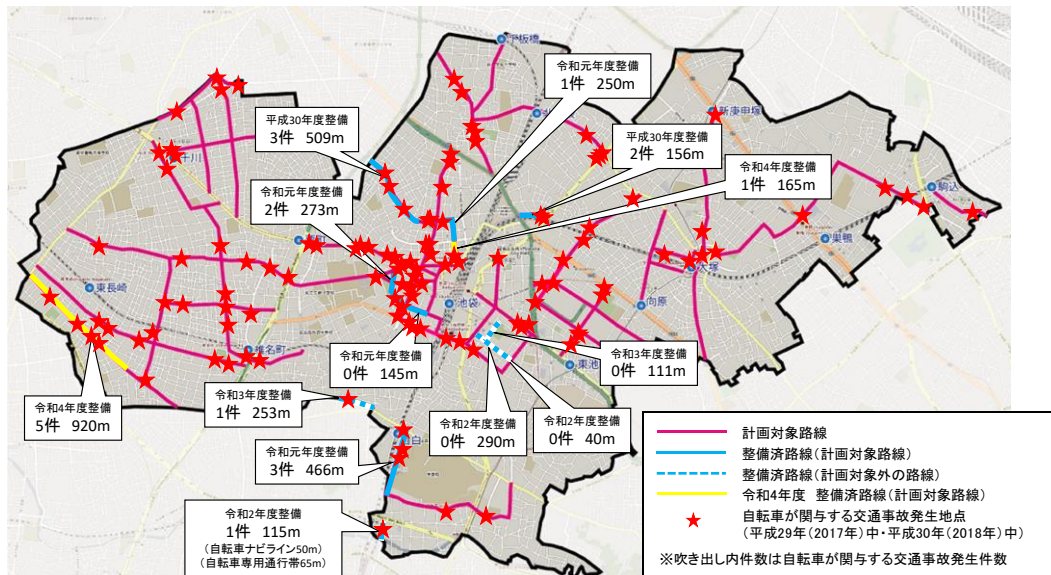 下板橋
令和元年度整備
1件 250m
新庚申塚
平成30年度整備
3件 509m
平成30年度整備
2件 156m
千川
令和4年度整備
1件 165m
駒込
令和元年度整備
2件 273m
巣鴨
大塚
東長崎
池袋
向原
椎名町
東池
令和元年度整備
0件 145m
令和3年度整備
0件 111m
令和3年度整備
1件 253m
令和4年度整備
5件 920m
令和2年度整備
0件 290m
令和2年度整備
0件 40m
白
令和元年度整備
3件 466m
令和2年度整備
1件 115m
(自転車ナビライン50m)
(自転車専用通行帯65m)
計画対象路線
整備済路線(計画対象路線)
整備済路線(計画対象外の路線)
令和4年度 整備済路線(計画対象路線)
自転車が関与する交通事故発生地点
(平成29年(2017年)中・平成30年(2018年)中)
※吹き出し内件数は自転車が関与する交通事故発生件数